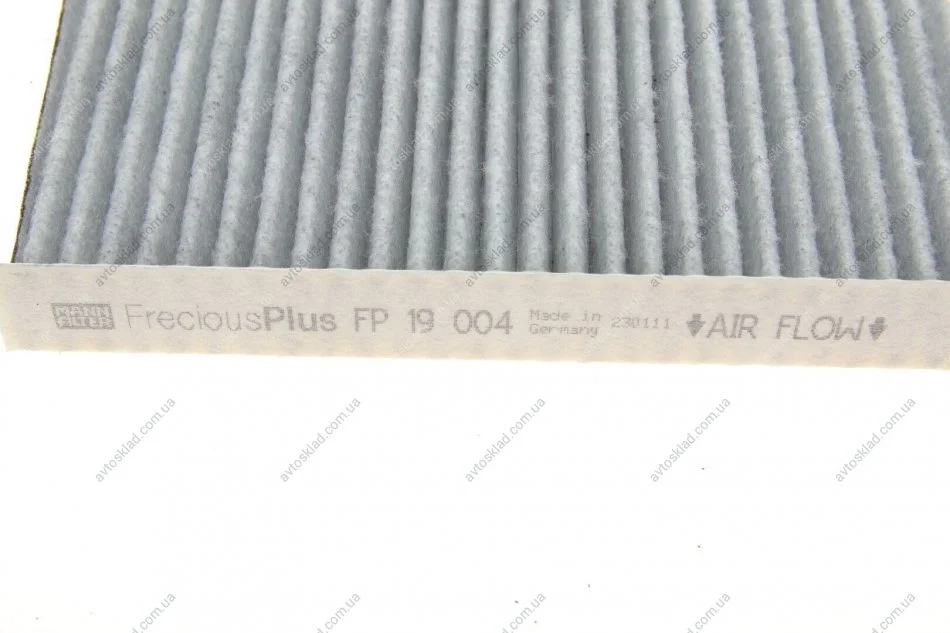 MANN
FILTER
FreciousPlus FP 19 004
Made in
Germany
230111
AIR FLOW
avtosklad.com.ua